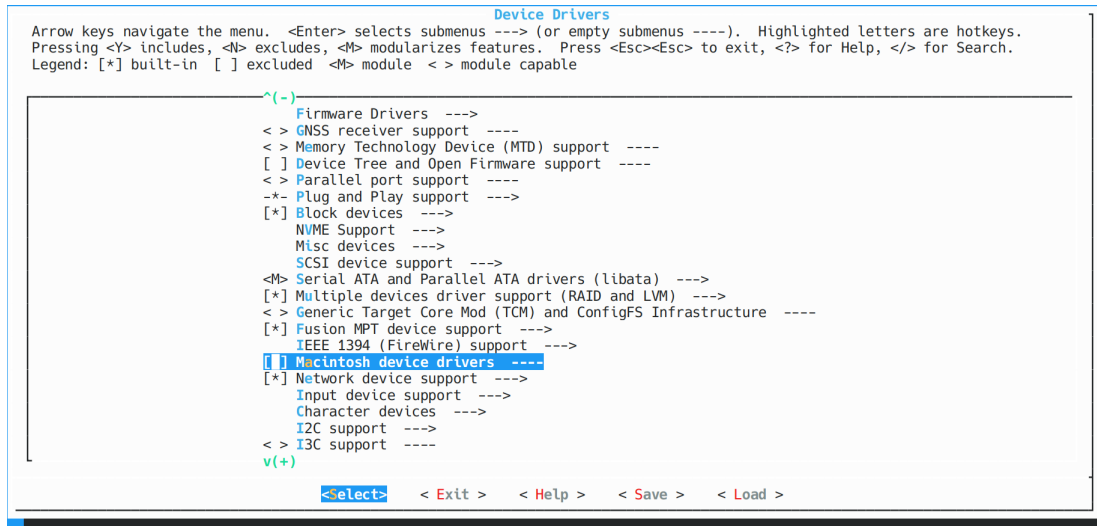 Device Drivers
Arrow keys navigate the menu.  <Enter> selects submenus ---> (or empty submenus ----).  Highlighted letters are hotkeys.
Pressing <Y> includes, <N> excludes, <M> modularizes features.  Press <Esc><Esc> to exit, <?> for Help, </> for Search.
Legend: [*] built-in  [ ] excluded  <M> module  < > module capable
^(-)
Firmware Drivers  --->
< > GNSS receiver support  ----
< > Memory Technology Device (MTD) support  ----
[ ] Device Tree and Open Firmware support  ----
< > Parallel port support  ----
-*- Plug and Play support  --->
[*] Block devices  --->
NVME Support  --->
Misc devices  --->
SCSI device support  --->
<M> Serial ATA and Parallel ATA drivers (libata)  --->
[*] Multiple devices driver support (RAID and LVM)  --->
< > Generic Target Core Mod (TCM) and ConfigFS Infrastructure  ----
[*] Fusion MPT device support  --->
IEEE 1394 (FireWire) support  --->
[ ] Macintosh device drivers  ----
[*] Network device support  --->
Input device support  --->
Character devices  --->
I2C support  --->
< > I3C support  ----
v(+)
<Select>    < Exit >    < Help >    < Save >    < Load >